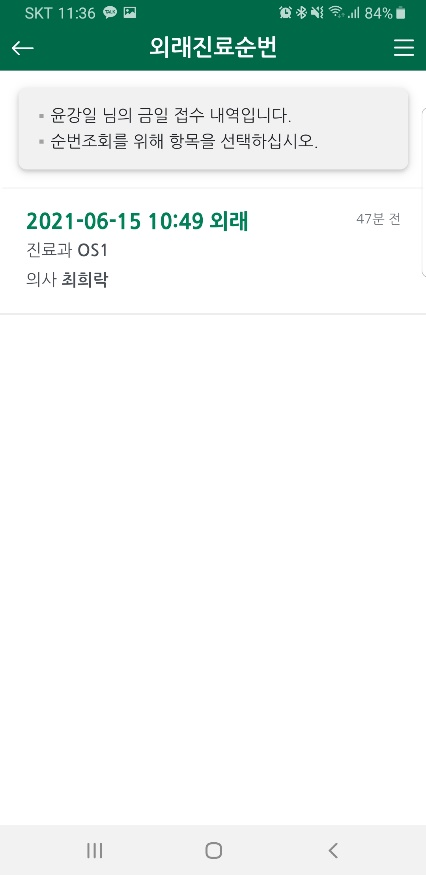 SKT 11:36 84%
외래진료순번
▪ 윤강일 님의 금일 접수 내역입니다.
▪ 순번조회를 위해 항목을 선택하십시오.
2021-06-15 10:49 외래 47분 전
진료과 OS1
의사 최희락